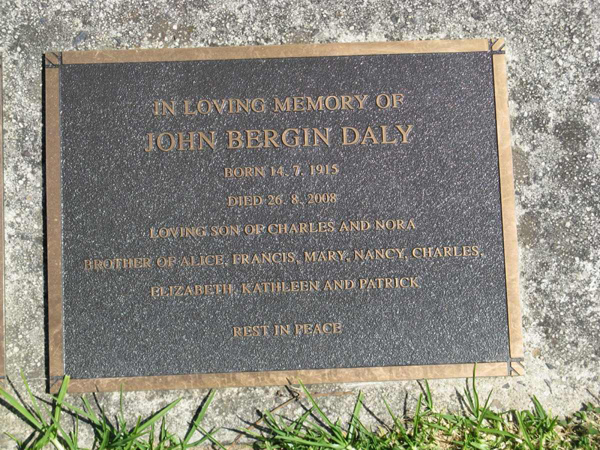 IN LOVING MEMORY OF
JOHN BERGIN DALY
BORN 14. 7. 1915
DIED 26. 8. 2008
LOVING SON OF CHARLES AND NORA
BROTHER OF ALICE, FRANCIS, MARY, NANCY, CHARLES,
ELIZABETH, KATHLEEN AND PATRICK
REST IN PEACE